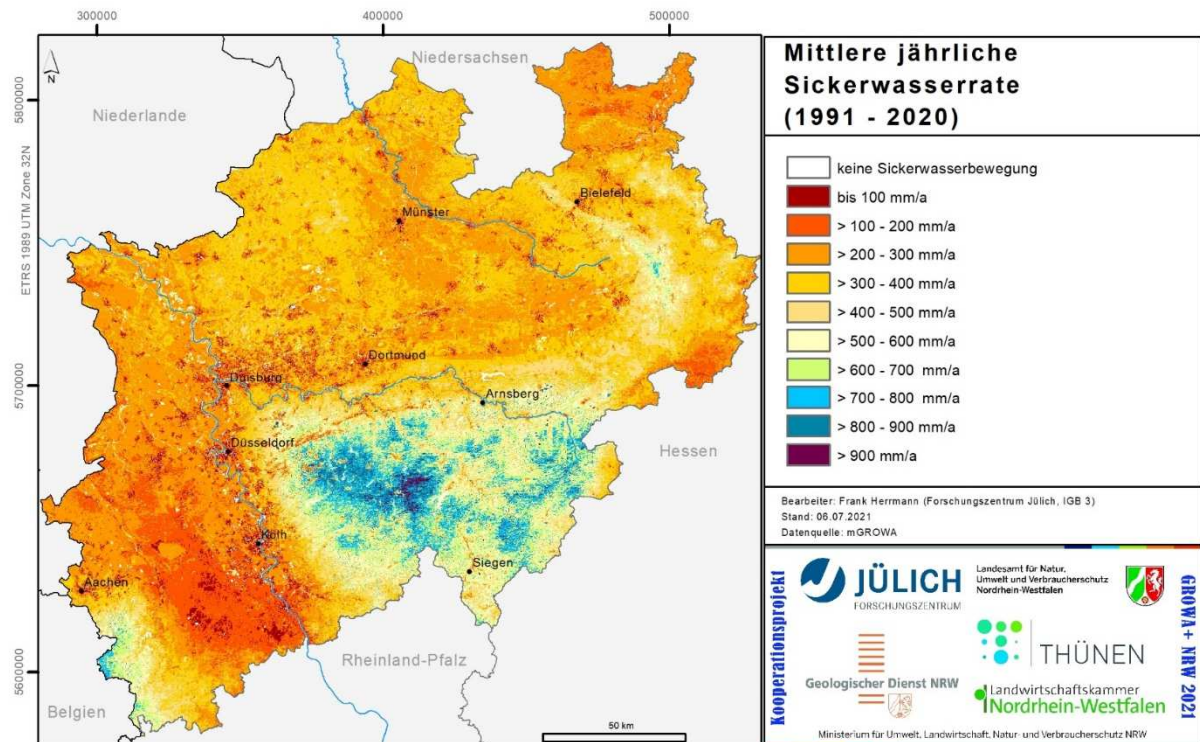 300000
400000
500000
5800000
5700000
5600000
ETRS 1989 UTM Zone 32N
N
Niedersachsen
Niederlande
Bielefeld
Münster
Dortmund
Duisburg
Arnsberg
Düsseldorf
Hessen
Köln
Siegen
Aachen
Rheinland-Pfalz
Belgien
50 km
Mittlere jährliche
Sickerwasserrate
(1991 - 2020)
keine Sickerwasserbewegung
bis 100 mm/a
> 100 - 200 mm/a
> 200 - 300 mm/a
> 300 - 400 mm/a
> 400 - 500 mm/a
> 500 - 600 mm/a
> 600 - 700 mm/a
> 700 - 800 mm/a
> 800 - 900 mm/a
> 900 mm/a
Bearbeiter: Frank Herrmann (Forschungszentrum Jülich, IGB 3)
Stand: 06.07.2021
Datenquelle: mGROWA
Kooperationsprojekt
JÜLICH
FORSCHUNGSZENTRUM
Landesamt für Natur,
Umwelt und Verbraucherschutz
Nordrhein-Westfalen
THÜNEN
Geologischer Dienst NRW
Landwirtschaftskammer
Nordrhein-Westfalen
GROWA + NRW 2021
Ministerium für Umwelt, Landwirtschaft, Natur- und Verbraucherschutz NRW